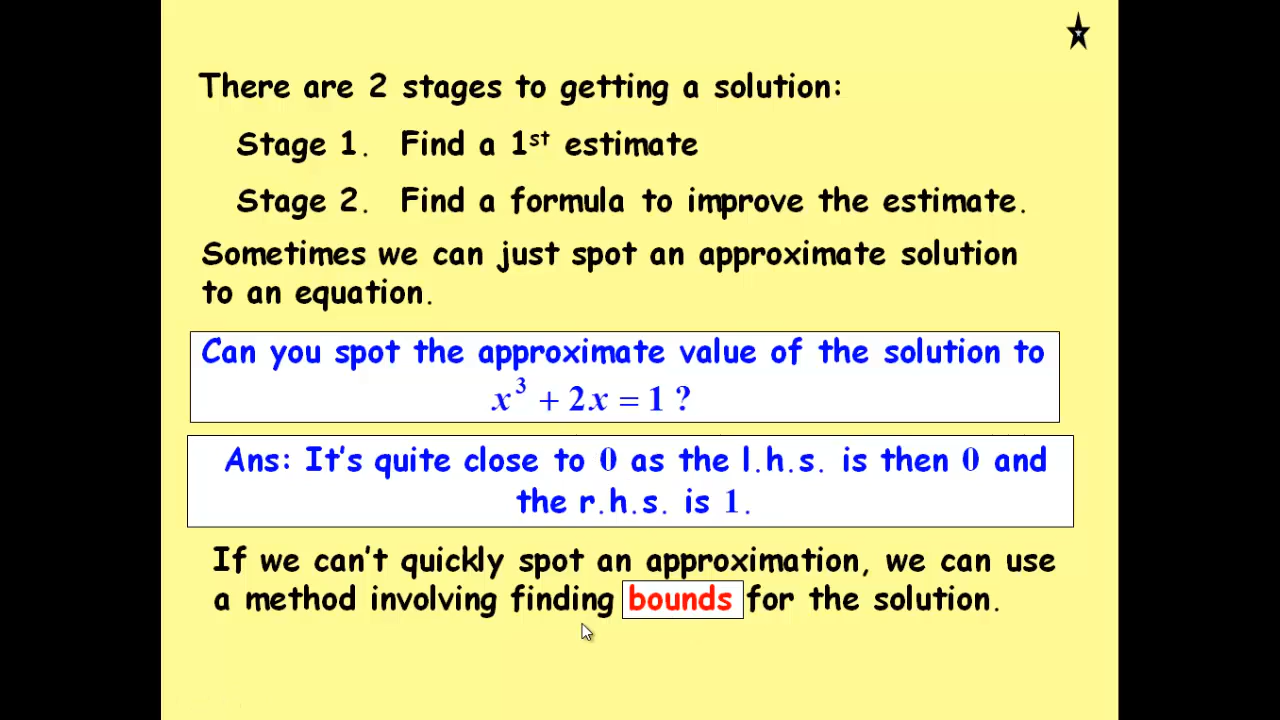 There are 2 stages to getting a solution:
Stage 1. Find a 1st estimate
Stage 2. Find a formula to improve the estimate.
Sometimes we can just spot an approximate solution
to an equation.
Can you spot the approximate value of the solution to
x³ + 2x = 1 ?
Ans: It's quite close to 0 as the l.h.s. is then 0 and
the r.h.s. is 1.
If we can't quickly spot an approximation, we can use
a method involving finding bounds for the solution.